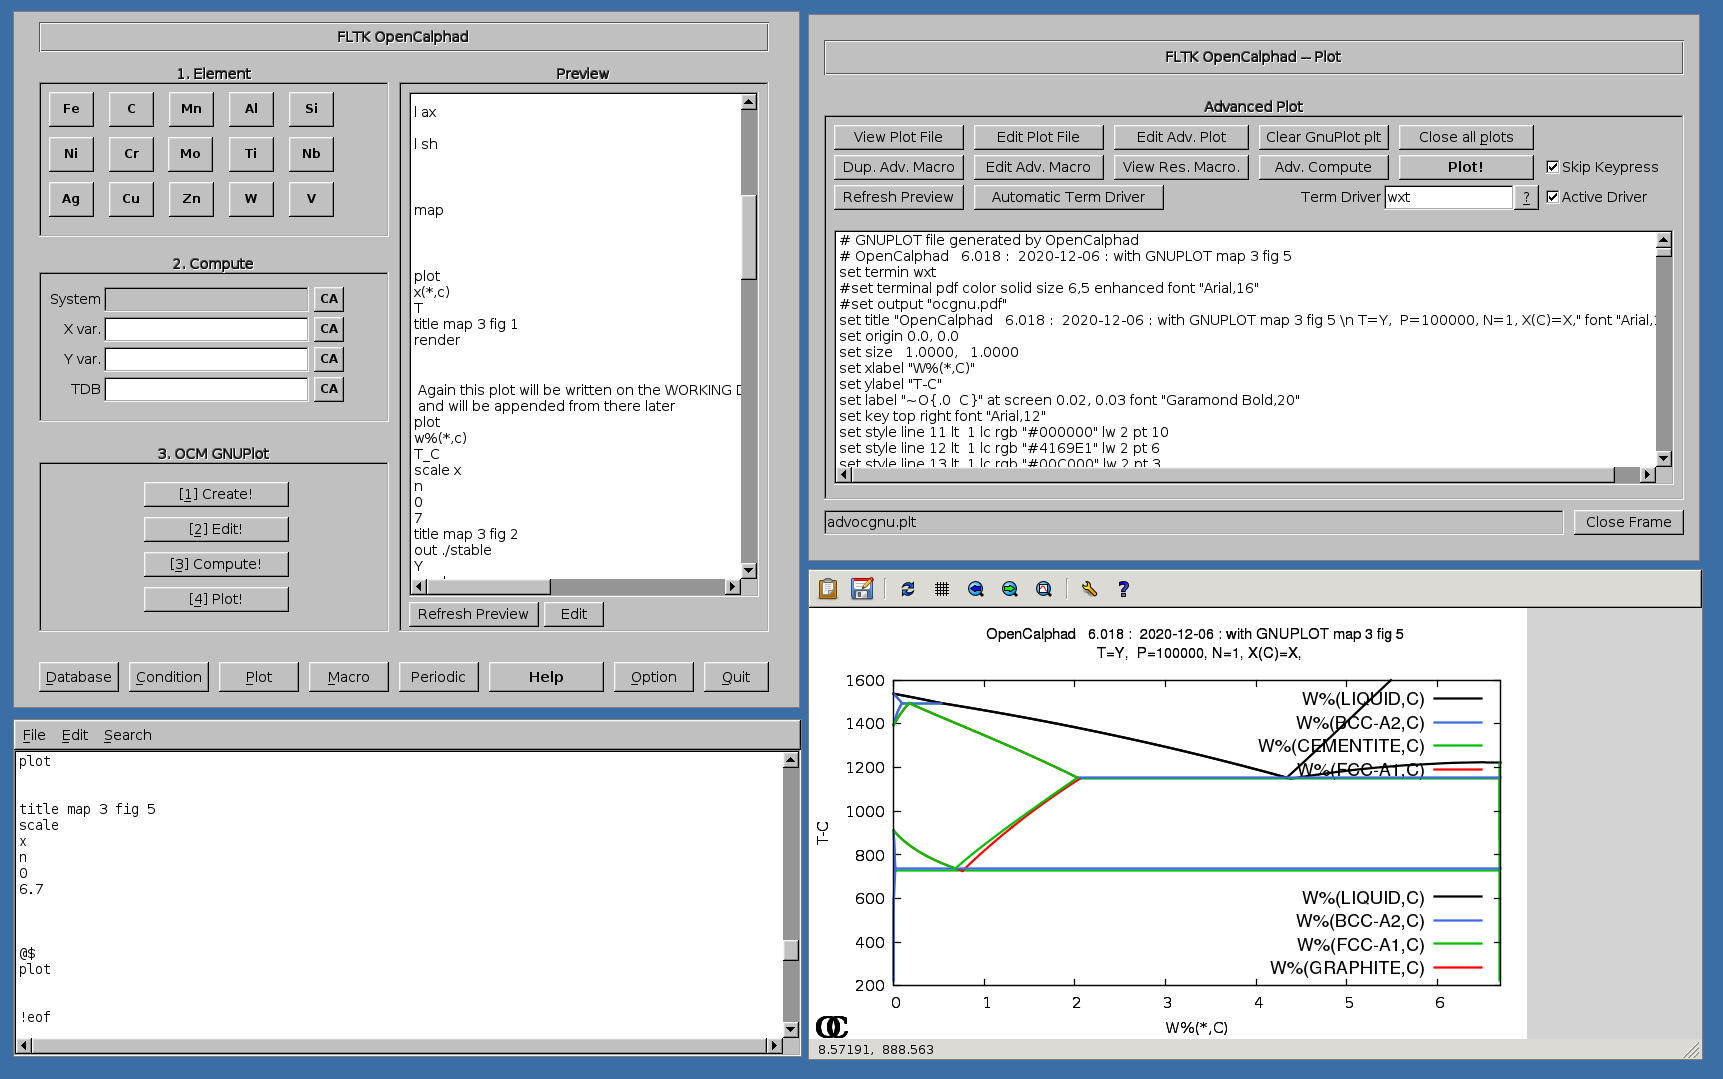 FLTK OpenCalphad
1. Element
Fe C Mn Al Si
Ni Cr Mo Ti Nb
Ag Cu Zn W V
2. Compute
System CA
X var. CA
Y var. CA
TDB CA
3. OCM GNUPlot
[1] Create!
[2] Edit!
[3] Compute!
[4] Plot!
Preview
l ax
l sh
map
plot
x(*,c)
T
title map 3 fig 1
render
Again this plot will be written on the WORKING
and will be appended from there later
plot
w%(*,c)
T_C
scale x
n
0
7
title map 3 fig 2
out ./stable
Y
Refresh Preview Edit
Database Condition Plot Macro Periodic Help Option Quit
File Edit Search
plot
title map 3 fig 5
scale
x
n
0
6.7
@$
plot
!eof
FLTK OpenCalphad -- Plot
Advanced Plot
View Plot File Edit Plot File Edit Adv. Plot Clear GnuPlot plt Close all plots
Dup. Adv. Macro Edit Adv. Macro View Res. Macro. Adv. Compute Plot! Skip Keypress
Refresh Preview Automatic Term Driver Term Driver wxt ? Active Driver
# GNUPLOT file generated by OpenCalphad
# OpenCalphad 6.018 : 2020-12-06 : with GNUPLOT map 3 fig 5
set termin wxt
#set terminal pdf color solid size 6,5 enhanced font "Arial,16"
#set output "ocgnu.pdf"
set title "OpenCalphad 6.018 : 2020-12-06 : with GNUPLOT map 3 fig 5 \n T=Y, P=100000, N=1, X(C)=X," font "Arial,
set origin 0.0, 0.0
set size 1.0000, 1.0000
set xlabel "W%(*,C)"
set ylabel "T-C"
set label "~O{.0 C}" at screen 0.02, 0.03 font "Garamond Bold,20"
set key top right font "Arial,12"
set style line 11 lt 1 lc rgb "#000000" lw 2 pt 10
set style line 12 lt 1 lc rgb "#4169E1" lw 2 pt 6
set style line 13 lt 1 lc rgb "#00C000" lw 2 pt 3
advocgnu.plt Close Frame
OpenCalphad 6.018 : 2020-12-06 : with GNUPLOT map 3 fig 5
T=Y, P=100000, N=1, X(C)=X,
1600
1400
1200
1000
800
600
400
200
T-C
W%(LIQUID,C)
W%(BCC-A2,C)
W%(CEMENTITE,C)
W%(FCC-A1,C)
W%(LIQUID,C)
W%(BCC-A2,C)
W%(FCC-A1,C)
W%(GRAPHITE,C)
0 1 2 3 4 5 6
W%(*,C)
OC
8.57191, 888.563